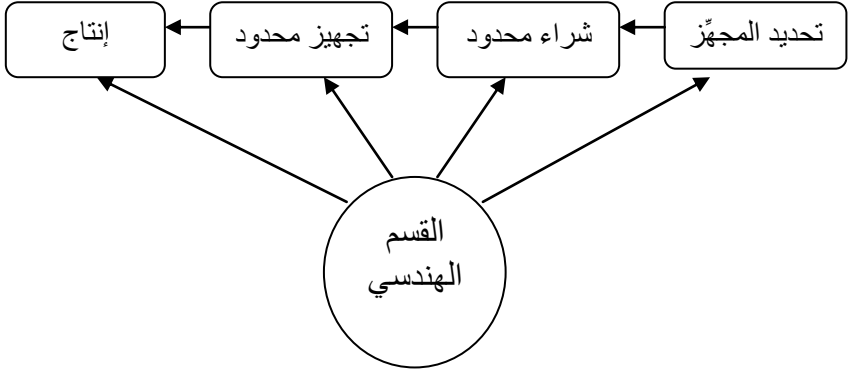 تحديد المجهِّز
شراء محدود
تجهيز محدود
إنتاج
القسم
الهندسي